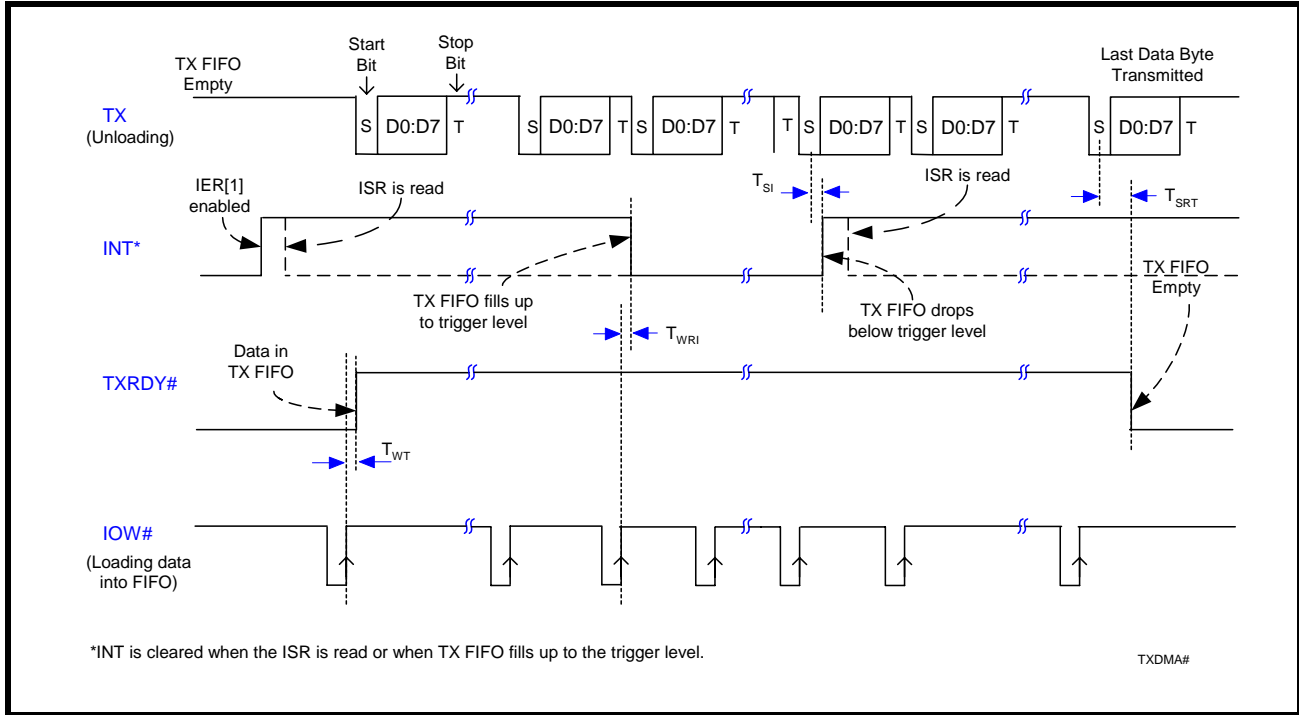 Start
Bit
Stop
Bit
TX FIFO
Empty
Last Data Byte
Transmitted
TX
(Unloading)
S D0:D7 T S D0:D7 T S D0:D7 T T S D0:D7 T S D0:D7 T S D0:D7 T
IER[1]
enabled
ISR is read
TSI
ISR is read
TSRT
INT*
TX FIFO fills up
to trigger level
TX FIFO drops
below trigger level
TX FIFO
Empty
TWRI
Data in
TX FIFO
TXRDY#
TWT
IOW#
(Loading data
into FIFO)
*INT is cleared when the ISR is read or when TX FIFO fills up to the trigger level.
TXDMA#